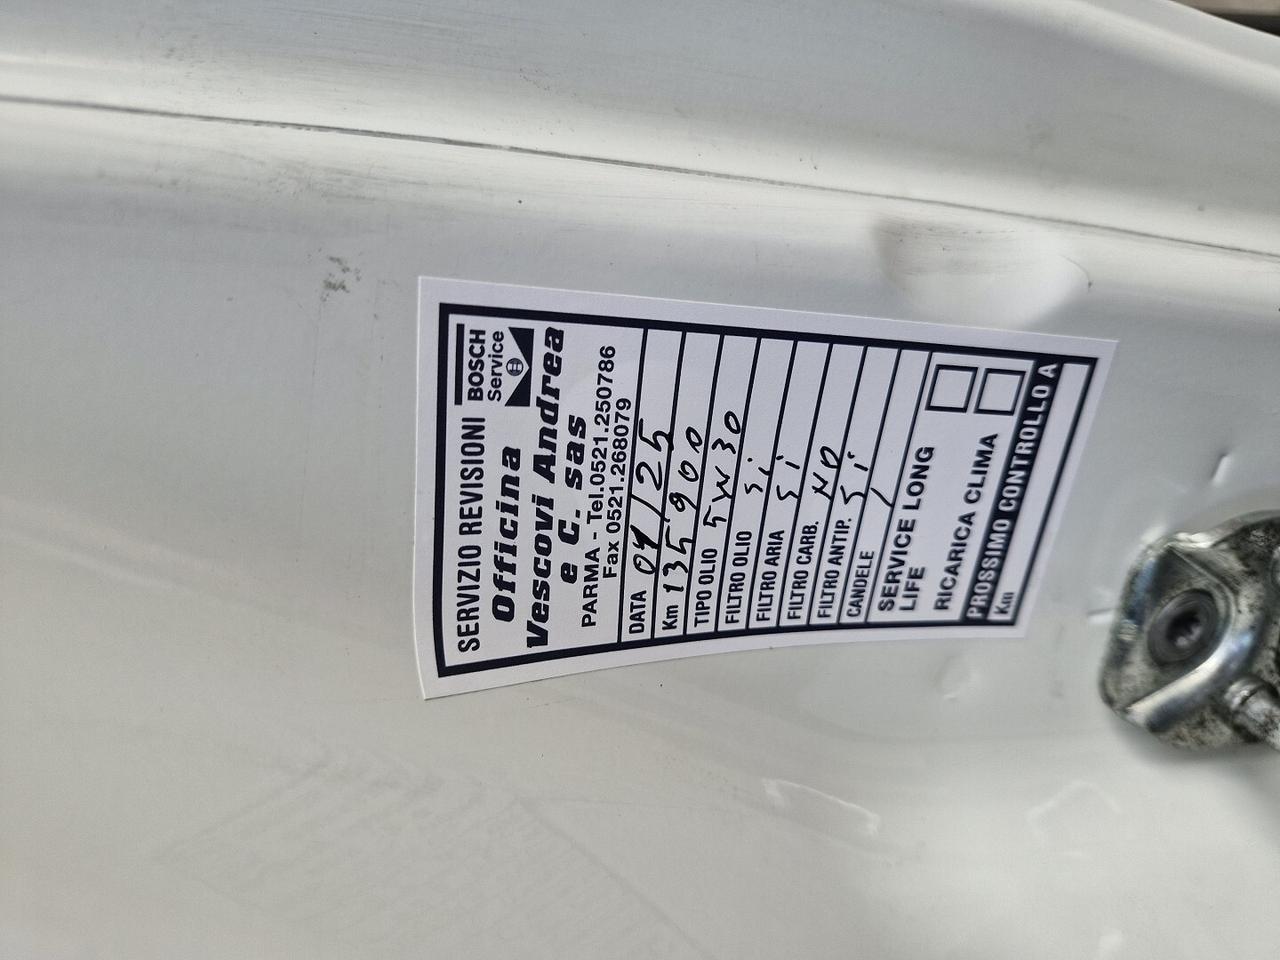 SERVIZIO REVISIONI
BOSCH
Service
Officina
Vescovi Andrea
e C. sas
PARMA - Tel.0521.250786
Fax 0521.268079
DATA 04/25
Km 135900
TIPO OLIO 5W30
FILTRO OLIO Si
FILTRO ARIA Si
FILTRO CARB. NO
FILTRO ANTIP. Si
CANDELE /
SERVICE LONG
LIFE
RICARICA CLIMA
PROSSIMO CONTROLLO A
Km